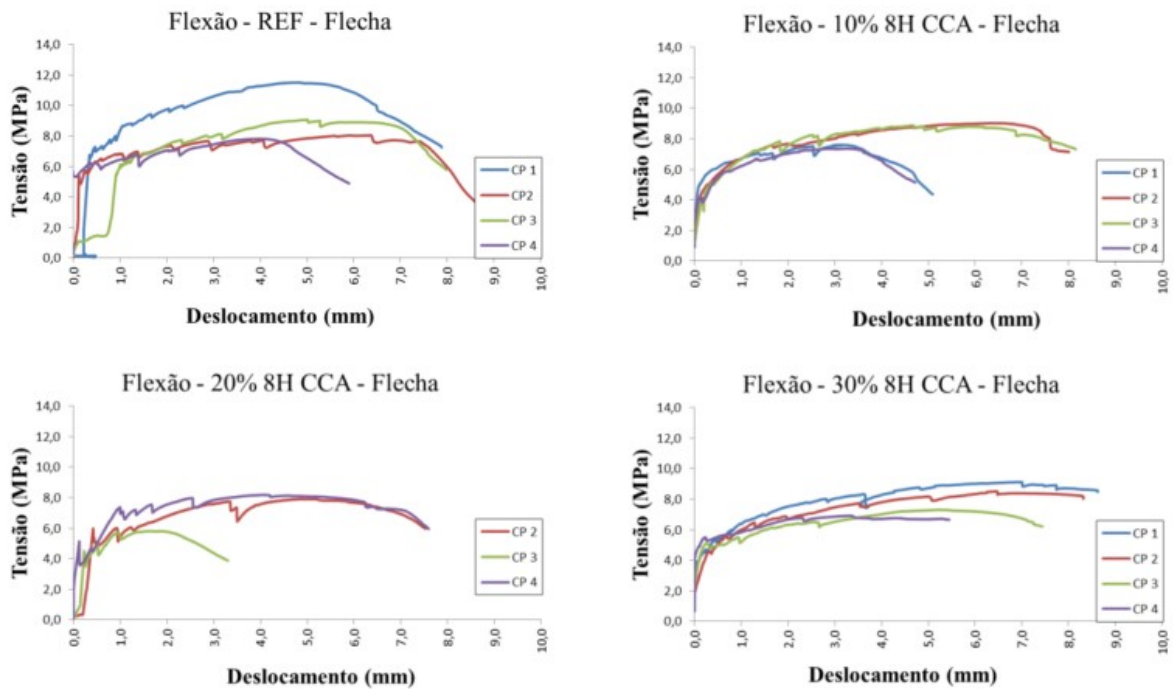 Flexão - REF - Flecha
14,0
12,0
10,0
8,0
6,0
4,0
2,0
0,0
Tensão (MPa)
CP 1
CP2
CP 3
CP 4
0,0 1,0 2,0 3,0 4,0 5,0 6,0 7,0 8,0 9,0 10,0
Deslocamento (mm)
Flexão - 10% 8H CCA - Flecha
14,0
12,0
10,0
8,0
6,0
4,0
2,0
0,0
Tensão (MPa)
CP 1
CP 2
CP 3
CP 4
0,0 1,0 2,0 3,0 4,0 5,0 6,0 7,0 8,0 9,0 10,0
Deslocamento (mm)
Flexão - 20% 8H CCA - Flecha
14,0
12,0
10,0
8,0
6,0
4,0
2,0
0,0
Tensão (MPa)
CP 2
CP 3
CP 4
0,0 1,0 2,0 3,0 4,0 5,0 6,0 7,0 8,0 9,0 10,0
Deslocamento (mm)
Flexão - 30% 8H CCA - Flecha
14,0
12,0
10,0
8,0
6,0
4,0
2,0
0,0
Tensão (MPa)
CP 1
CP 2
CP 3
CP 4
0,0 1,0 2,0 3,0 4,0 5,0 6,0 7,0 8,0 9,0 10,0
Deslocamento (mm)